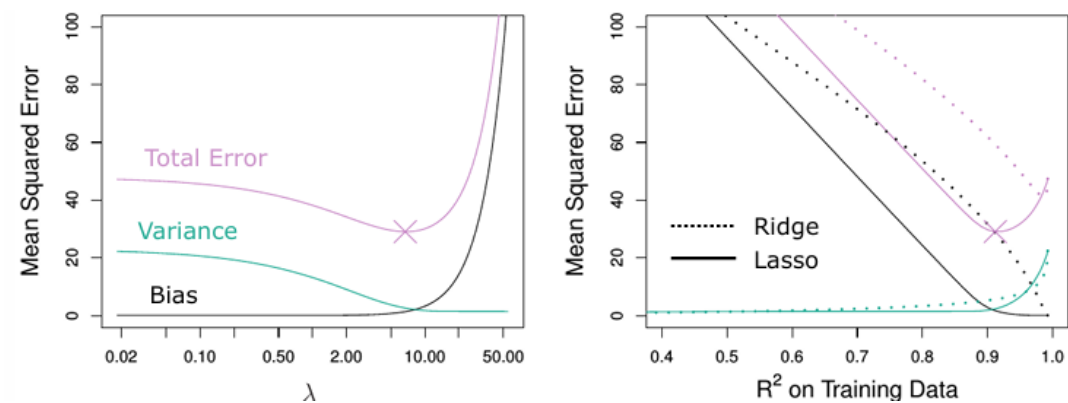 100
80
60
40
20
0
Mean Squared Error
Total Error
Variance
Bias
0.02 0.10 0.50 2.00 10.00 50.00
λ
100
80
60
40
20
0
Mean Squared Error
Ridge
Lasso
0.4 0.5 0.6 0.7 0.8 0.9 1.0
R² on Training Data